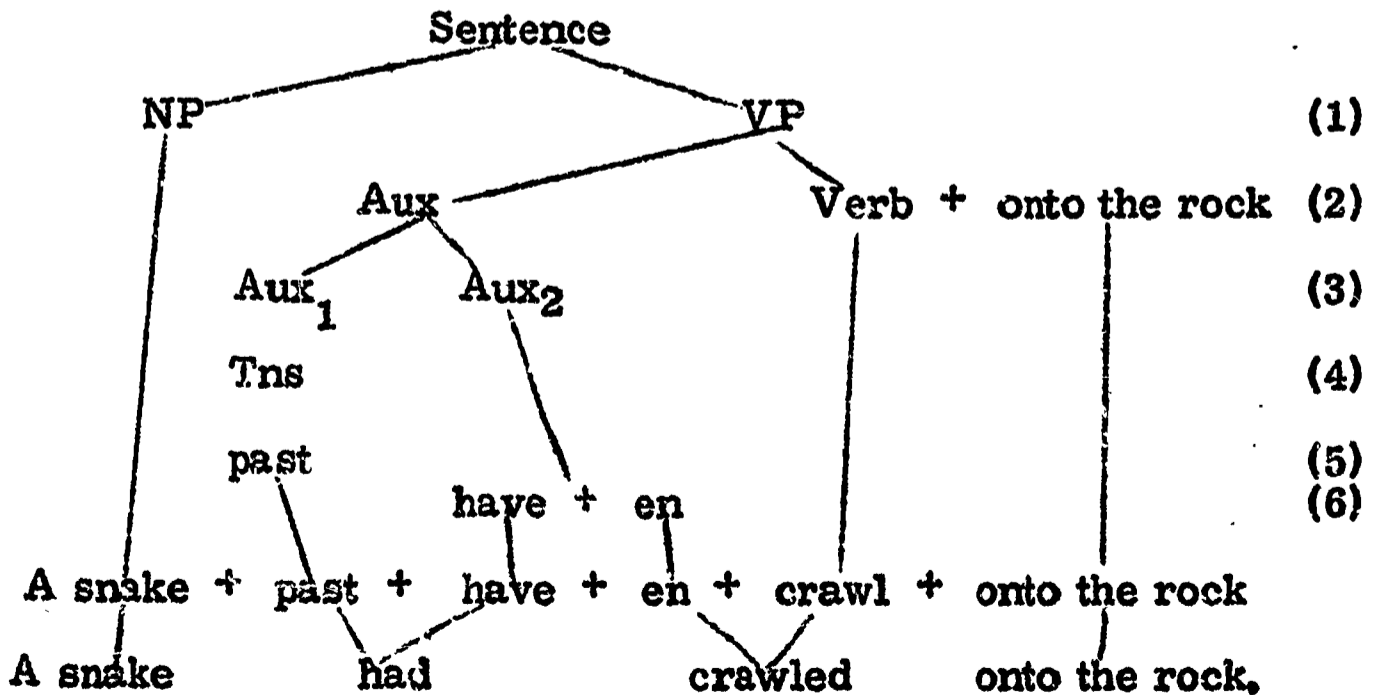 Sentence
NP VP (1)
Aux Verb + onto the rock (2)
Aux₁ Aux₂ (3)
Tns (4)
past (5)
have + en (6)
A snake + past + have + en + crawl + onto the rock
A snake had crawled onto the rock.